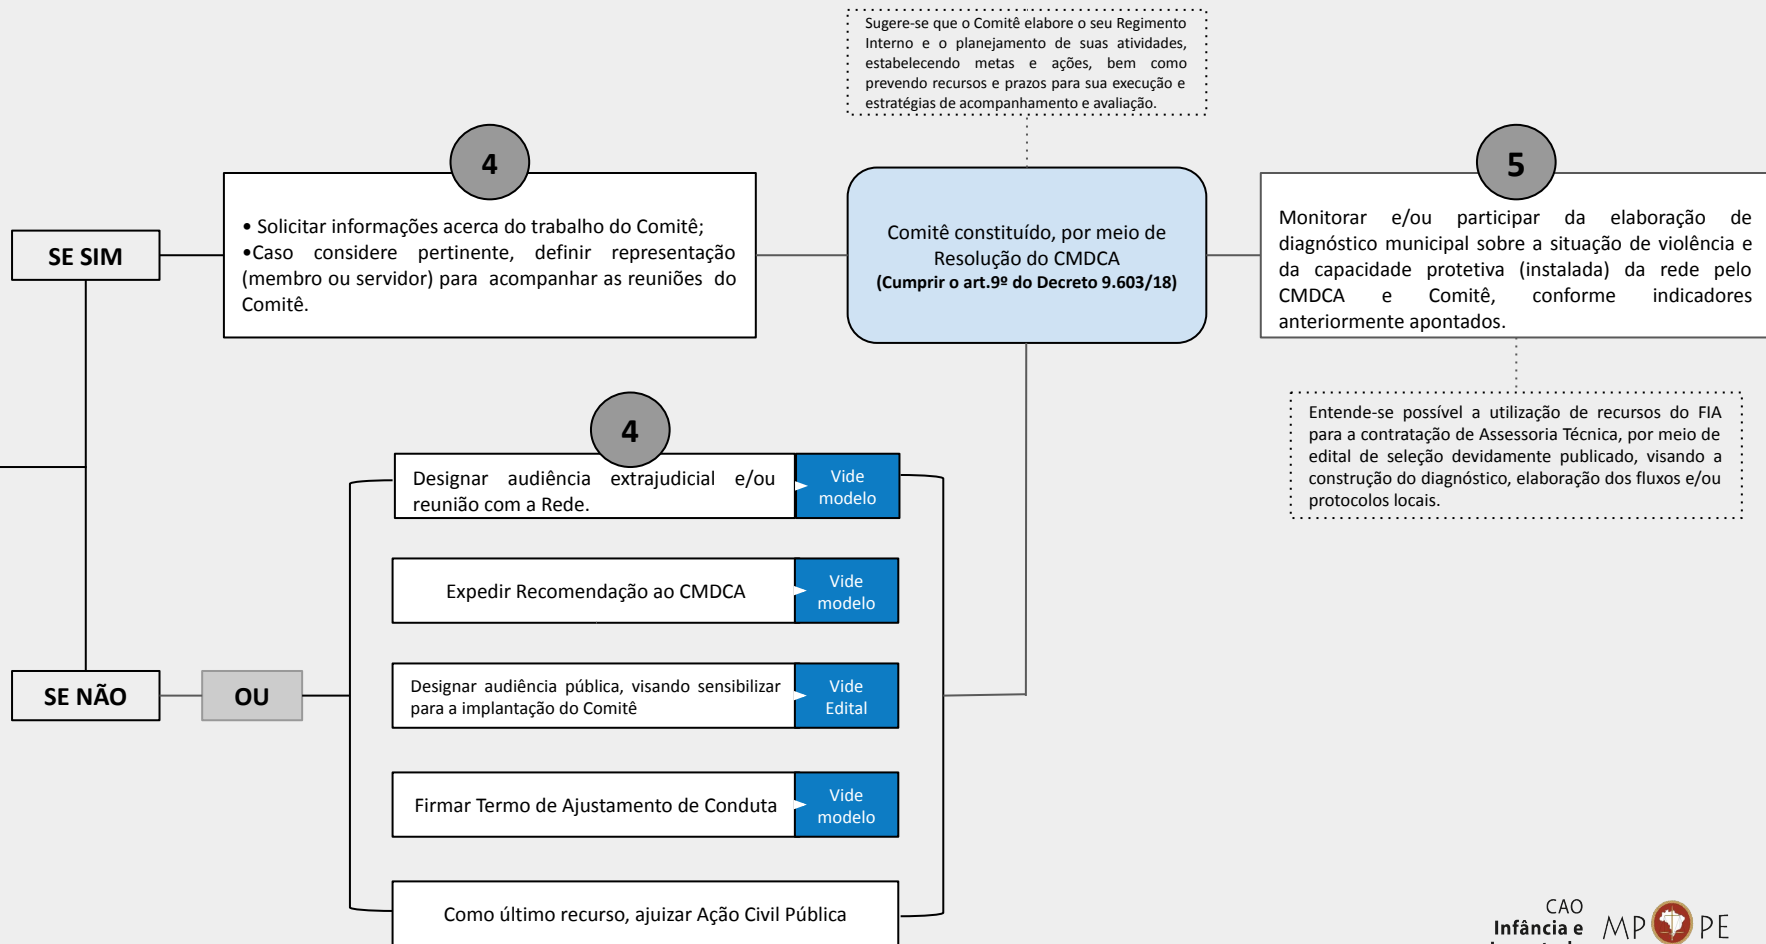 Sugere-se que o Comitê elabore o seu Regimento
Interno e o planejamento de suas atividades,
estabelecendo metas e ações, bem como
prevendo recursos e prazos para sua execução e
estratégias de acompanhamento e avaliação.
SE SIM
4
• Solicitar informações acerca do trabalho do Comitê;
•Caso considere pertinente, definir representação
(membro ou servidor) para acompanhar as reuniões do
Comitê.
Comitê constituído, por meio de
Resolução do CMDCA
(Cumprir o art.9º do Decreto 9.603/18)
5
Monitorar e/ou participar da elaboração de
diagnóstico municipal sobre a situação de violência e
da capacidade protetiva (instalada) da rede pelo
CMDCA e Comitê, conforme indicadores
anteriormente apontados.
Entende-se possível a utilização de recursos do FIA
para a contratação de Assessoria Técnica, por meio de
edital de seleção devidamente publicado, visando a
construção do diagnóstico, elaboração dos fluxos e/ou
protocolos locais.
SE NÃO
OU
4
Designar audiência extrajudicial e/ou
reunião com a Rede.
Vide
modelo
Expedir Recomendação ao CMDCA
Vide
modelo
Designar audiência pública, visando sensibilizar
para a implantação do Comitê
Vide
Edital
Firmar Termo de Ajustamento de Conduta
Vide
modelo
Como último recurso, ajuizar Ação Civil Pública
CAO
Infância e
MP PE